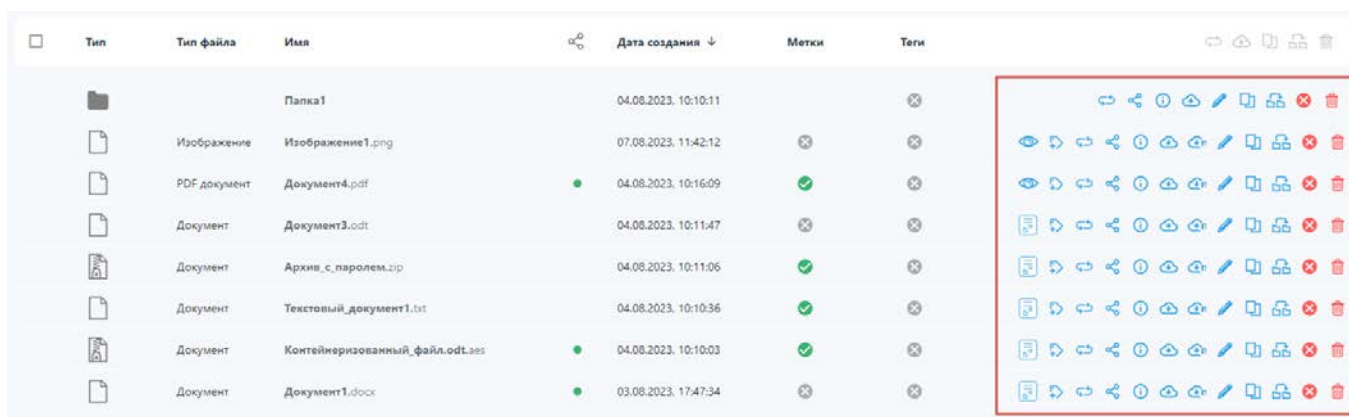 Тип Тип файла Имя Дата создания ↓ Метки Теги
Папка1 04.08.2023, 10:10:11
Изображение Изображение1.png 07.08.2023, 11:42:12
PDF документ Документ4.pdf 04.08.2023, 10:16:09
Документ Документ3.odt 04.08.2023, 10:11:47
Документ Архив_с_паролем.zip 04.08.2023, 10:11:06
Документ Текстовый_документ1.txt 04.08.2023, 10:10:36
Документ Контейнеризованный_файл.odt.aes 04.08.2023, 10:10:03
Документ Документ1.docx 03.08.2023, 17:47:34